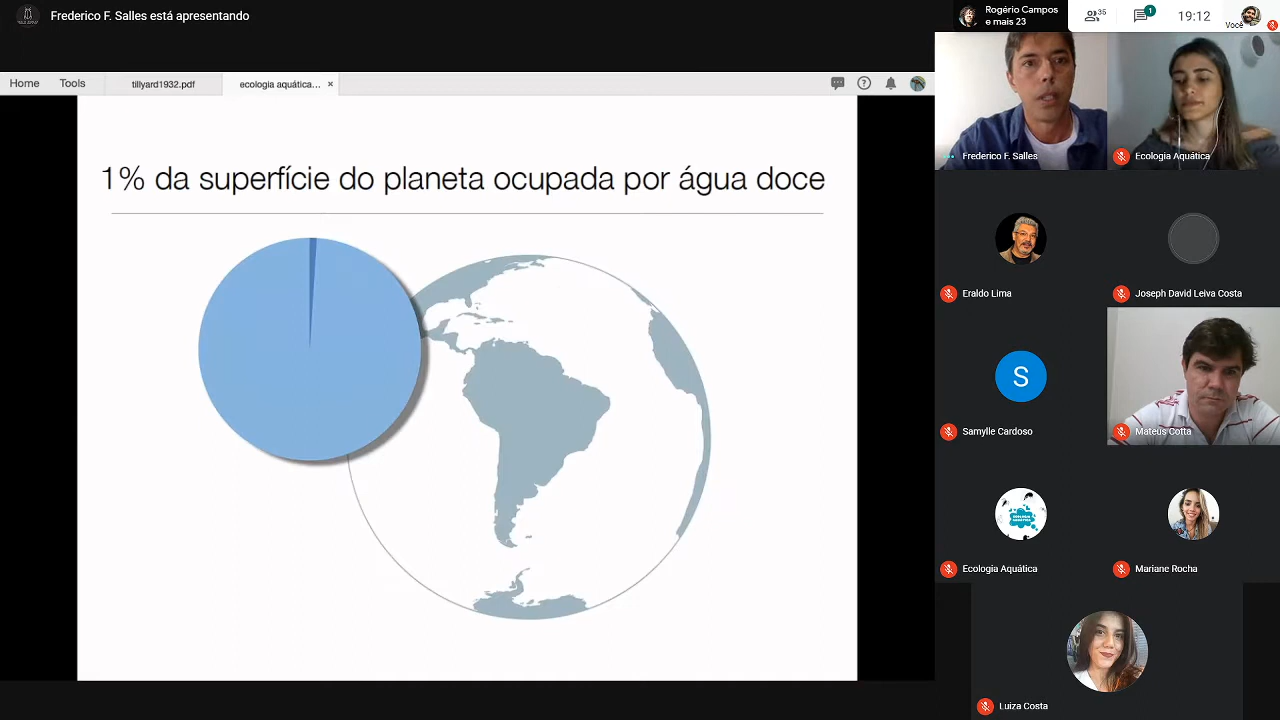 Frederico F. Salles está apresentando
Rogério Campos
e mais 23
35
1
19:12
Você
Home
Tools
tillyard1932.pdf
ecologia aquática... ×
?
1% da superfície do planeta ocupada por água doce
Frederico F. Salles
Ecologia Aquática
Eraldo Lima
Joseph David Leiva Costa
S
Samylle Cardoso
Mateus Cotta
Ecologia Aquática
Mariane Rocha
Luiza Costa